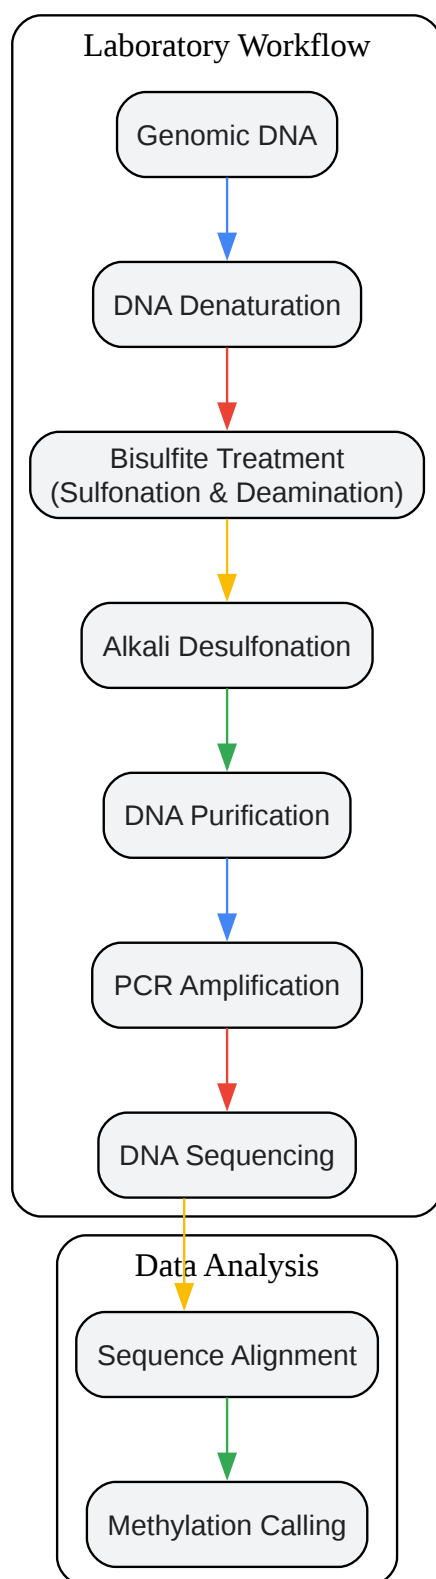 Laboratory Workflow
Genomic DNA
DNA Denaturation
Bisulfite Treatment
(Sulfonation & Deamination)
Alkali Desulfonation
DNA Purification
PCR Amplification
DNA Sequencing
Data Analysis
Sequence Alignment
Methylation Calling